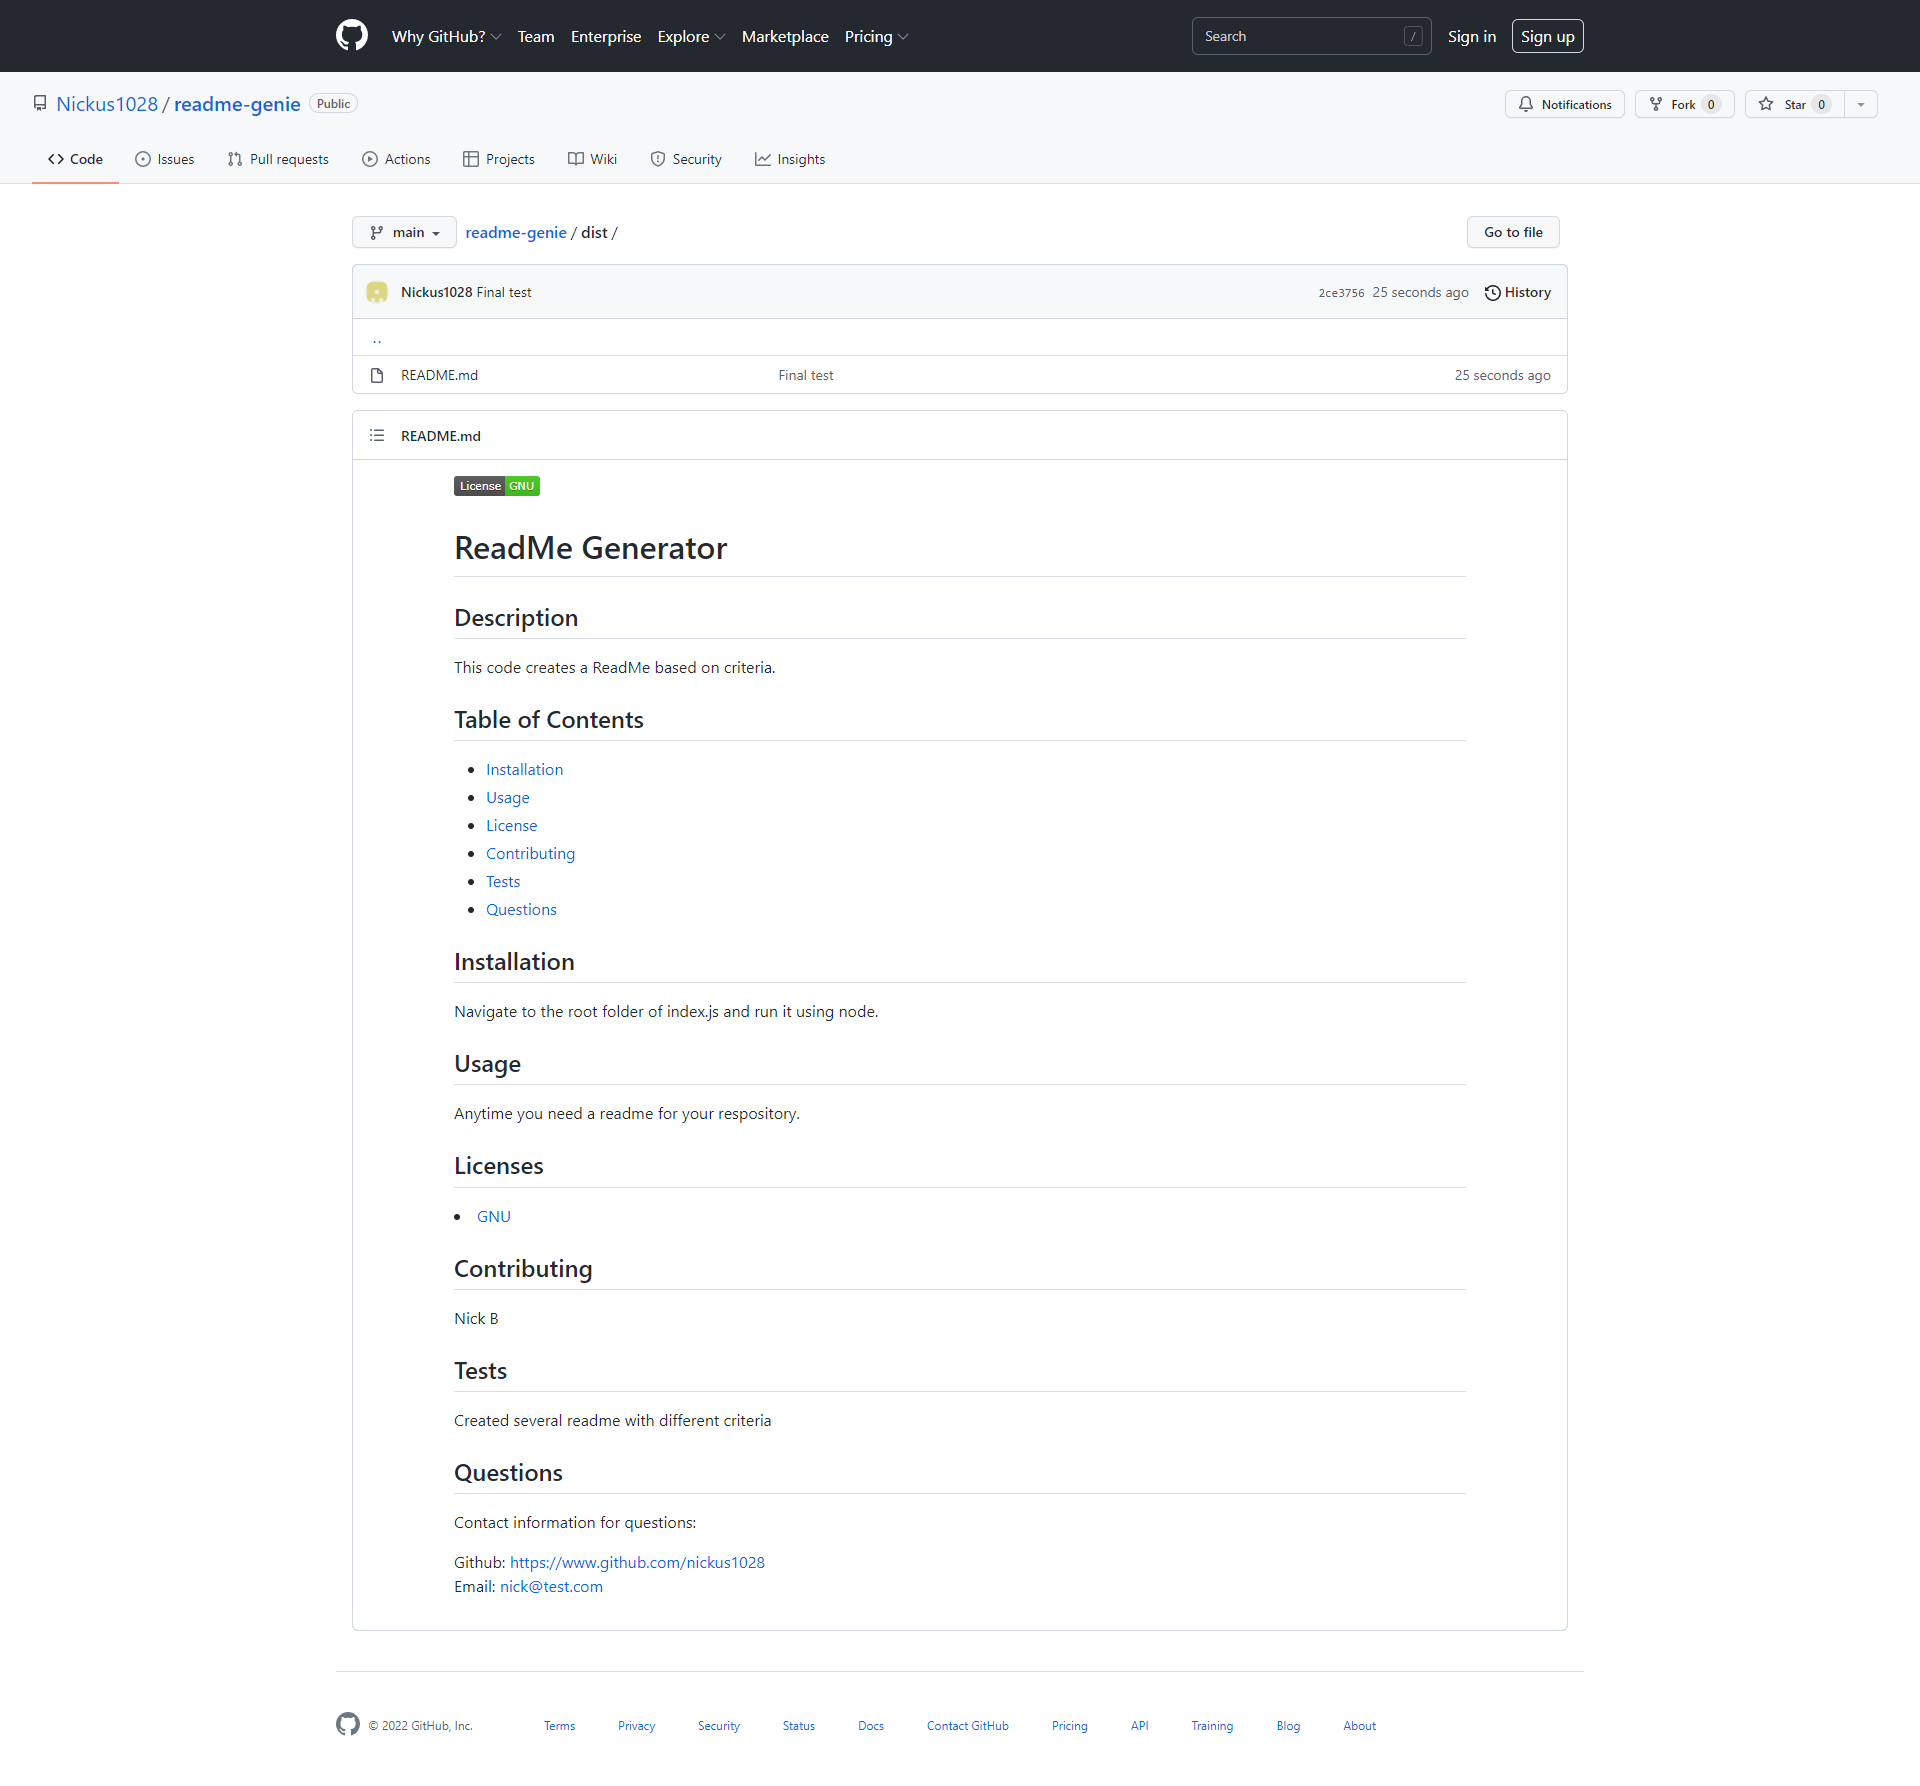 Why GitHub? Team Enterprise Explore Marketplace Pricing Search / Sign in Sign up
Nickus1028 / readme-genie Public Notifications Fork 0 Star 0
Code Issues Pull requests Actions Projects Wiki Security Insights
main readme-genie / dist / Go to file
Nickus1028 Final test 2ce3756 25 seconds ago History
..
README.md Final test 25 seconds ago
README.md
License GNU
ReadMe Generator
Description
This code creates a ReadMe based on criteria.
Table of Contents
Installation
Usage
License
Contributing
Tests
Questions
Installation
Navigate to the root folder of index.js and run it using node.
Usage
Anytime you need a readme for your respository.
Licenses
GNU
Contributing
Nick B
Tests
Created several readme with different criteria
Questions
Contact information for questions:
Github: https://www.github.com/nickus1028
Email: nick@test.com
© 2022 GitHub, Inc. Terms Privacy Security Status Docs Contact GitHub Pricing API Training Blog About